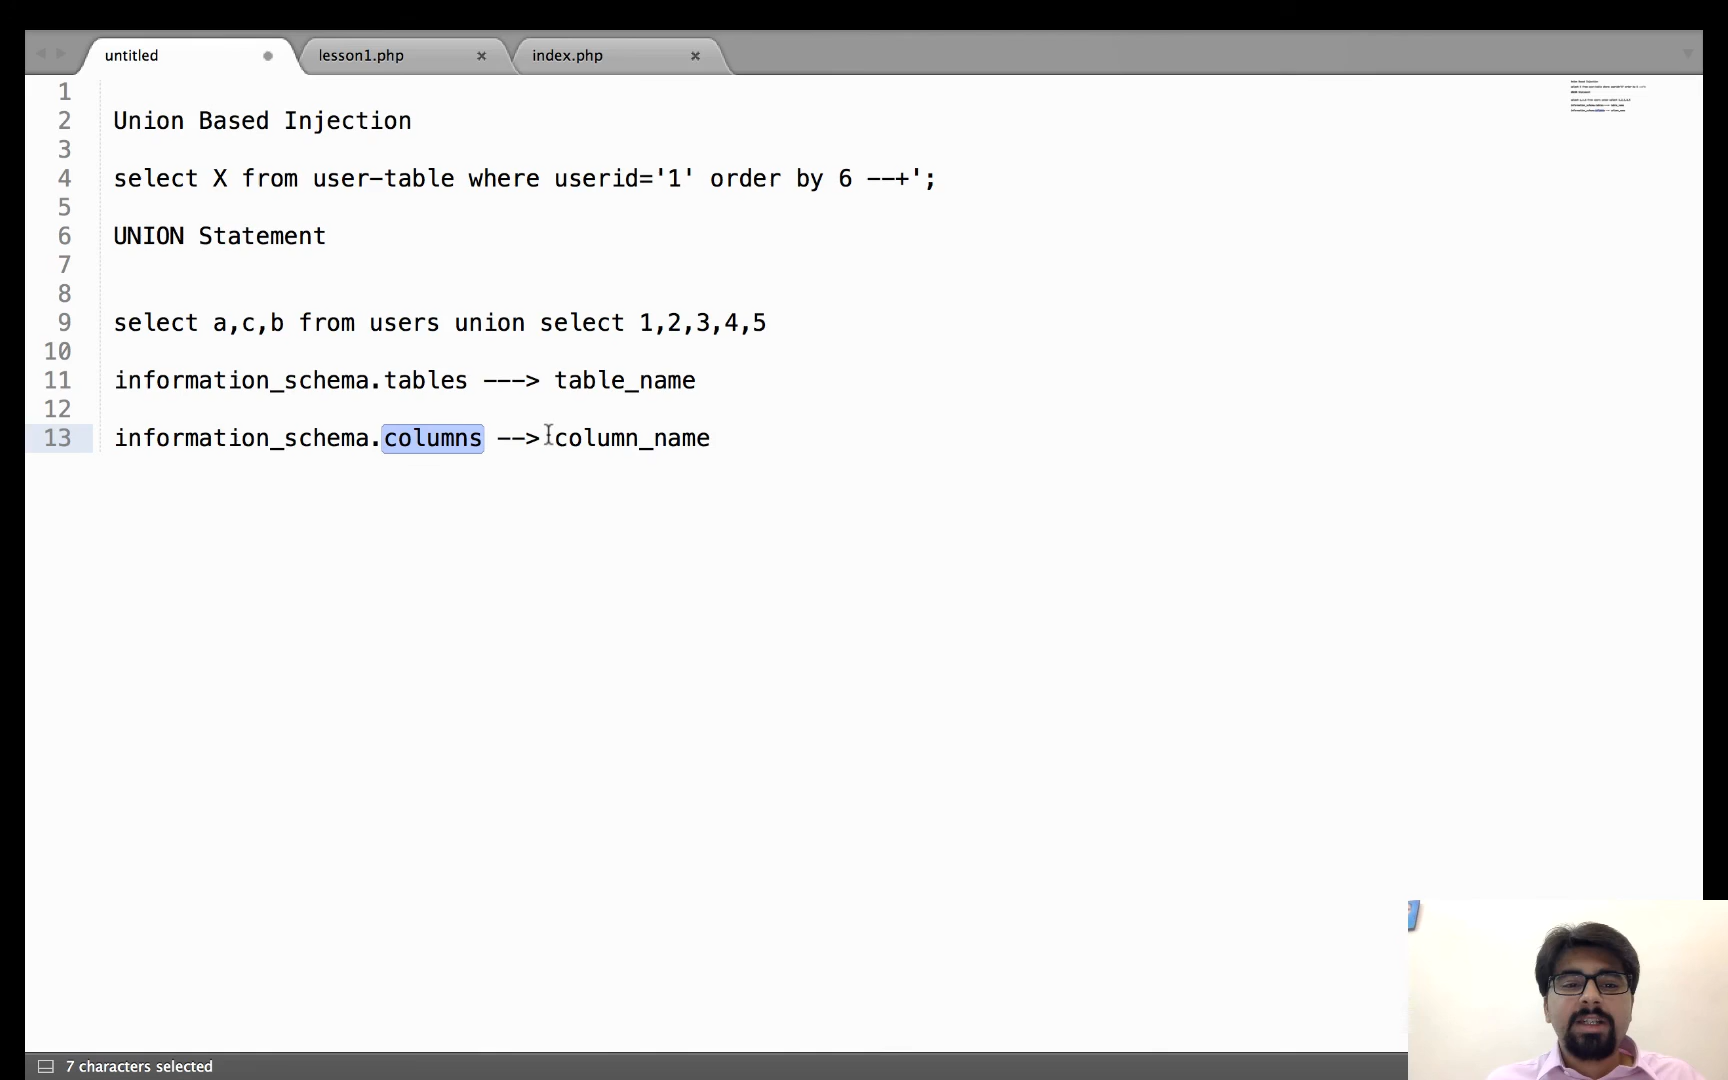 untitled
lesson1.php
index.php
1
2 Union Based Injection
3
4 select X from user-table where userid='1' order by 6 --+';
5
6 UNION Statement
7
8
9 select a,c,b from users union select 1,2,3,4,5
10
11 information_schema.tables ---> table_name
12
13 information_schema.columns --> column_name
7 characters selected